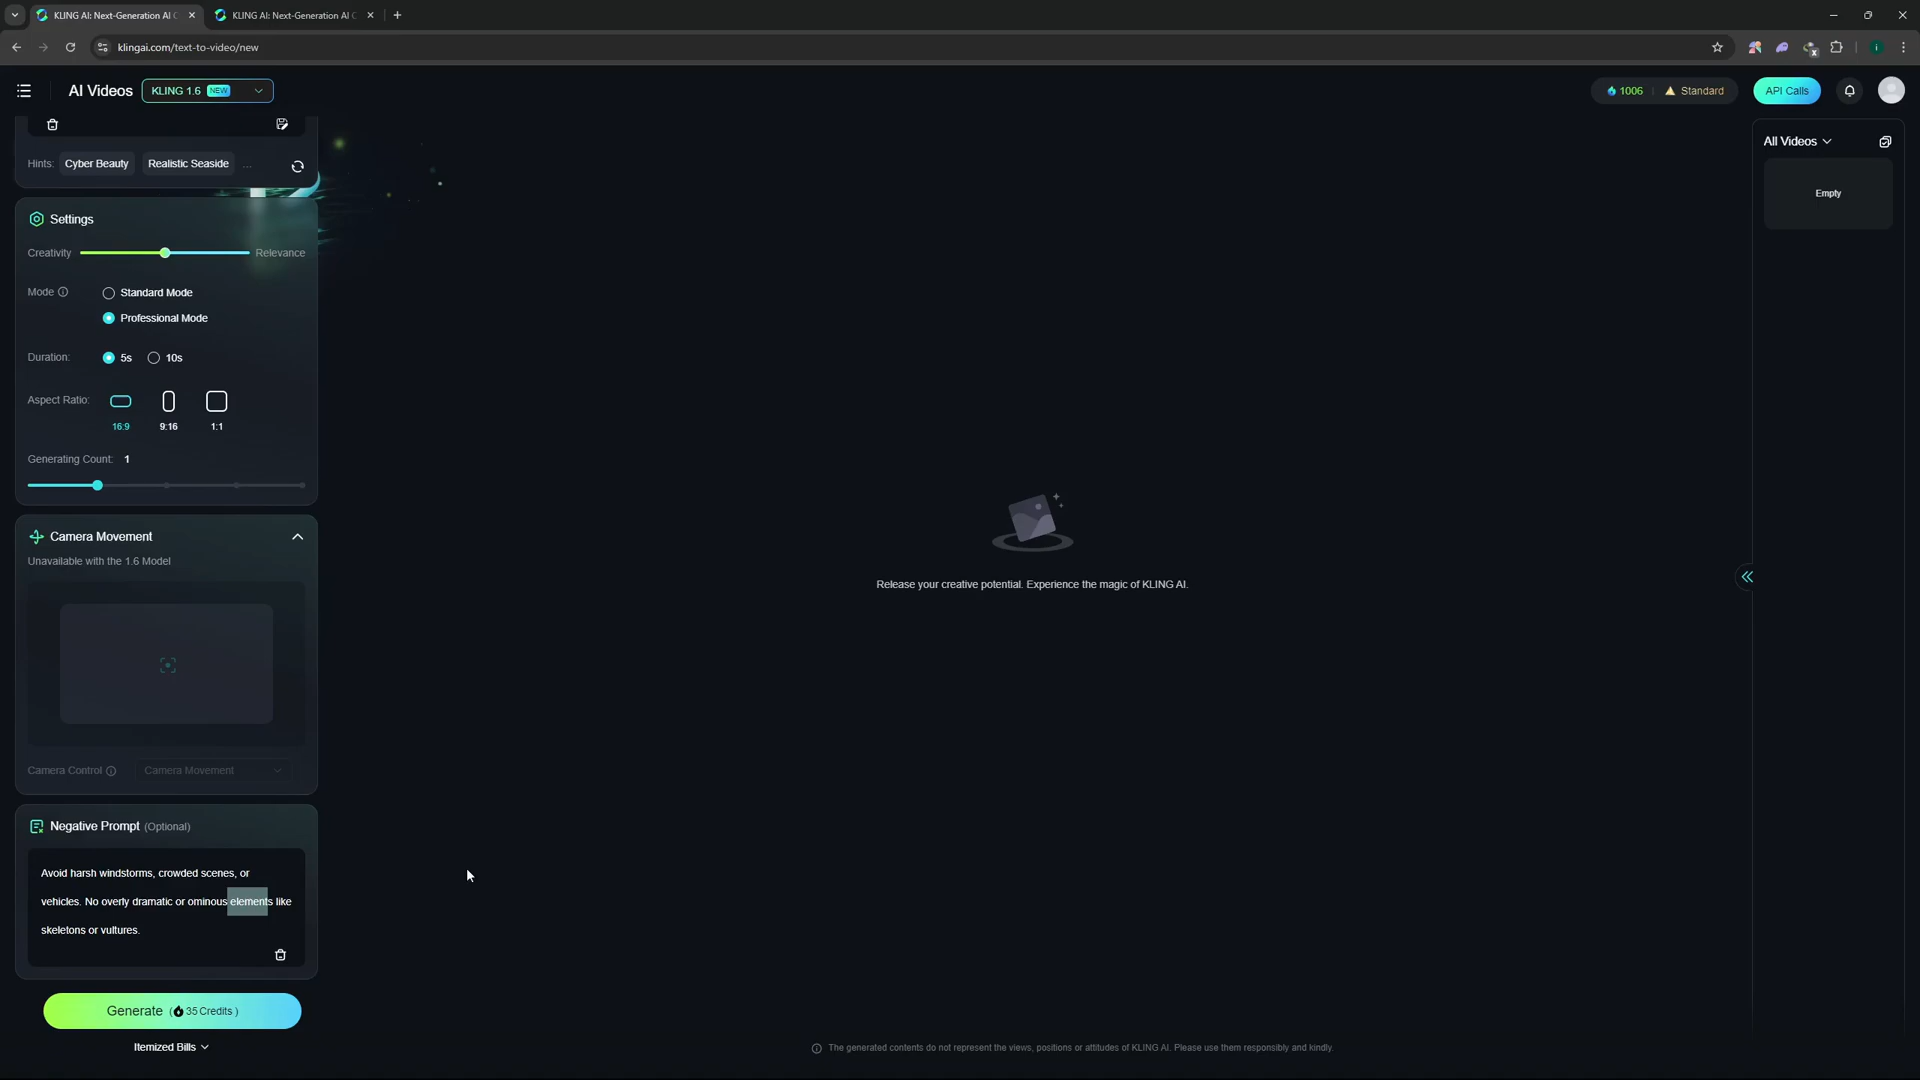 KLING AI: Next-Generation AI C
KLING AI: Next-Generation AI C
klingai.com/text-to-video/new
i
AI Videos
KLING 1.6 NEW
1006
Standard
API Calls
Hints: Cyber Beauty Realistic Seaside ...
Settings
Creativity Relevance
Mode
Standard Mode
Professional Mode
Duration: 5s 10s
Aspect Ratio:
16:9 9:16 1:1
Generating Count: 1
Camera Movement
Unavailable with the 1.6 Model
Camera Control Camera Movement
Negative Prompt (Optional)
Avoid harsh windstorms, crowded scenes, or
vehicles. No overly dramatic or ominous elements like
skeletons or vultures.
Generate ( 35 Credits )
Itemized Bills
Release your creative potential. Experience the magic of KLING AI.
The generated contents do not represent the views, positions or attitudes of KLING AI. Please use them responsibly and kindly.
All Videos
Empty